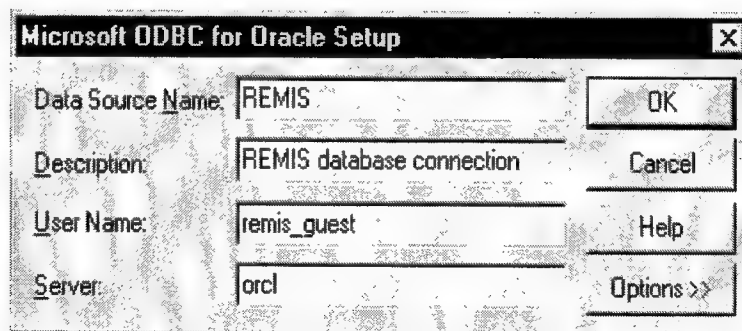 Microsoft ODBC for Oracle Setup
Data Source Name: REMIS
OK
Description: REMIS database connection
Cancel
User Name: remis_guest
Help
Server: orcl
Options >>